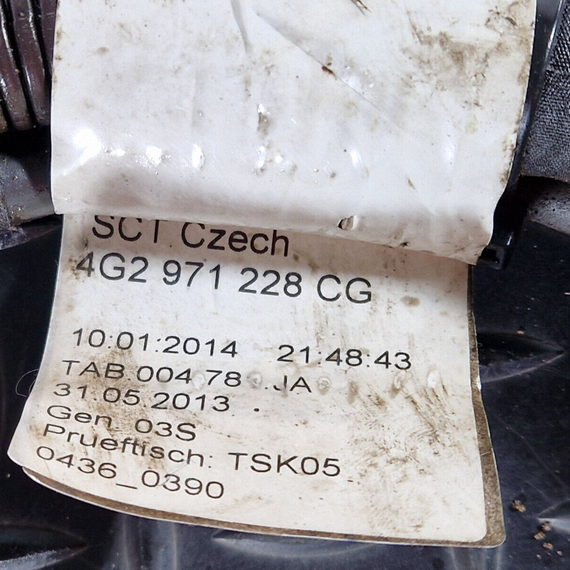 SCT Czech
4G2 971 228 CG
10:01:2014 21:48:43
TAB 004 78 JA
31.05.2013
Gen. 03S
Prueftisch: TSK05
0436_0390